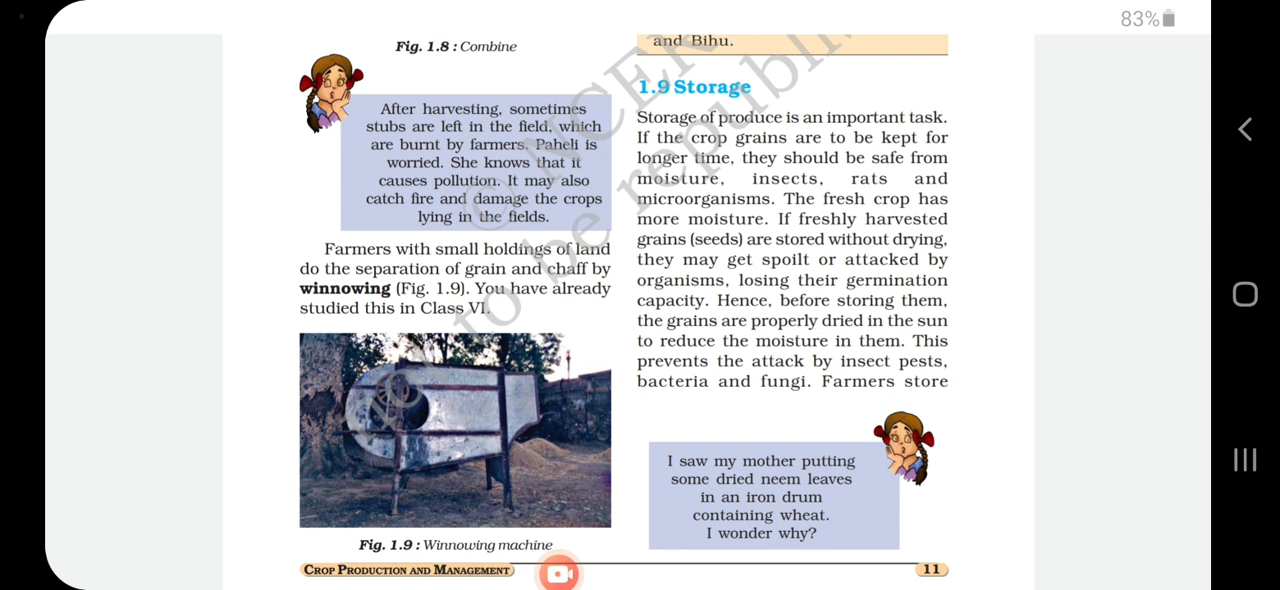 83%
Fig. 1.8 : Combine
After harvesting, sometimes
stubs are left in the field, which
are burnt by farmers. Paheli is
worried. She knows that it
causes pollution. It may also
catch fire and damage the crops
lying in the fields.
Farmers with small holdings of land
do the separation of grain and chaff by
winnowing (Fig. 1.9). You have already
studied this in Class VI.
Fig. 1.9 : Winnowing machine
and Bihu.
1.9 Storage
Storage of produce is an important task.
If the crop grains are to be kept for
longer time, they should be safe from
moisture, insects, rats and
microorganisms. The fresh crop has
more moisture. If freshly harvested
grains (seeds) are stored without drying,
they may get spoilt or attacked by
organisms, losing their germination
capacity. Hence, before storing them,
the grains are properly dried in the sun
to reduce the moisture in them. This
prevents the attack by insect pests,
bacteria and fungi. Farmers store
I saw my mother putting
some dried neem leaves
in an iron drum
containing wheat.
I wonder why?
CROP PRODUCTION AND MANAGEMENT
11
© NCER
to be republi